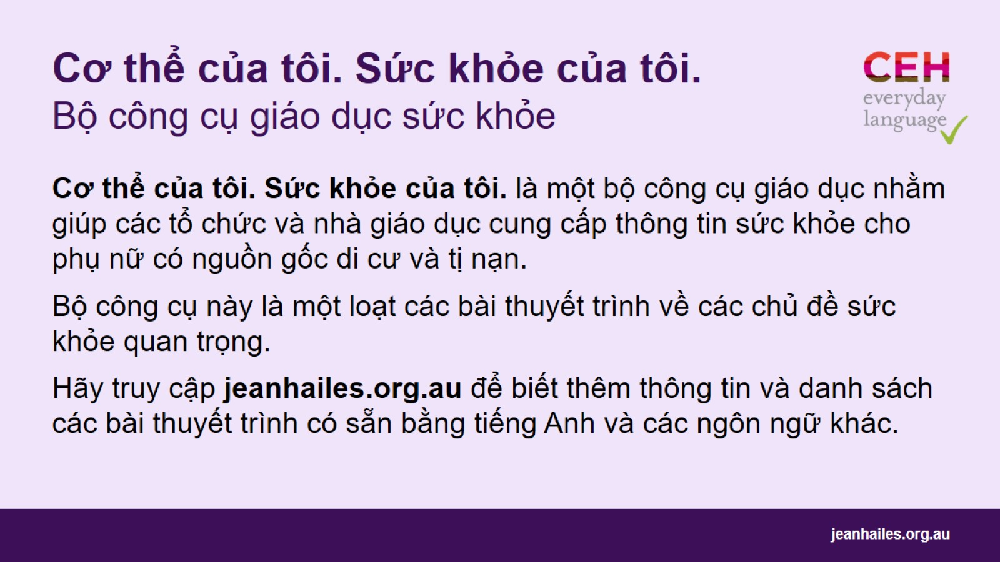 Cơ thể của tôi. Sức khỏe của tôi.
Bộ công cụ giáo dục sức khỏe
CEH
everyday
language
Cơ thể của tôi. Sức khỏe của tôi. là một bộ công cụ giáo dục nhằm
giúp các tổ chức và nhà giáo dục cung cấp thông tin sức khỏe cho
phụ nữ có nguồn gốc di cư và tị nạn.
Bộ công cụ này là một loạt các bài thuyết trình về các chủ đề sức
khỏe quan trọng.
Hãy truy cập jeanhailes.org.au để biết thêm thông tin và danh sách
các bài thuyết trình có sẵn bằng tiếng Anh và các ngôn ngữ khác.
jeanhailes.org.au